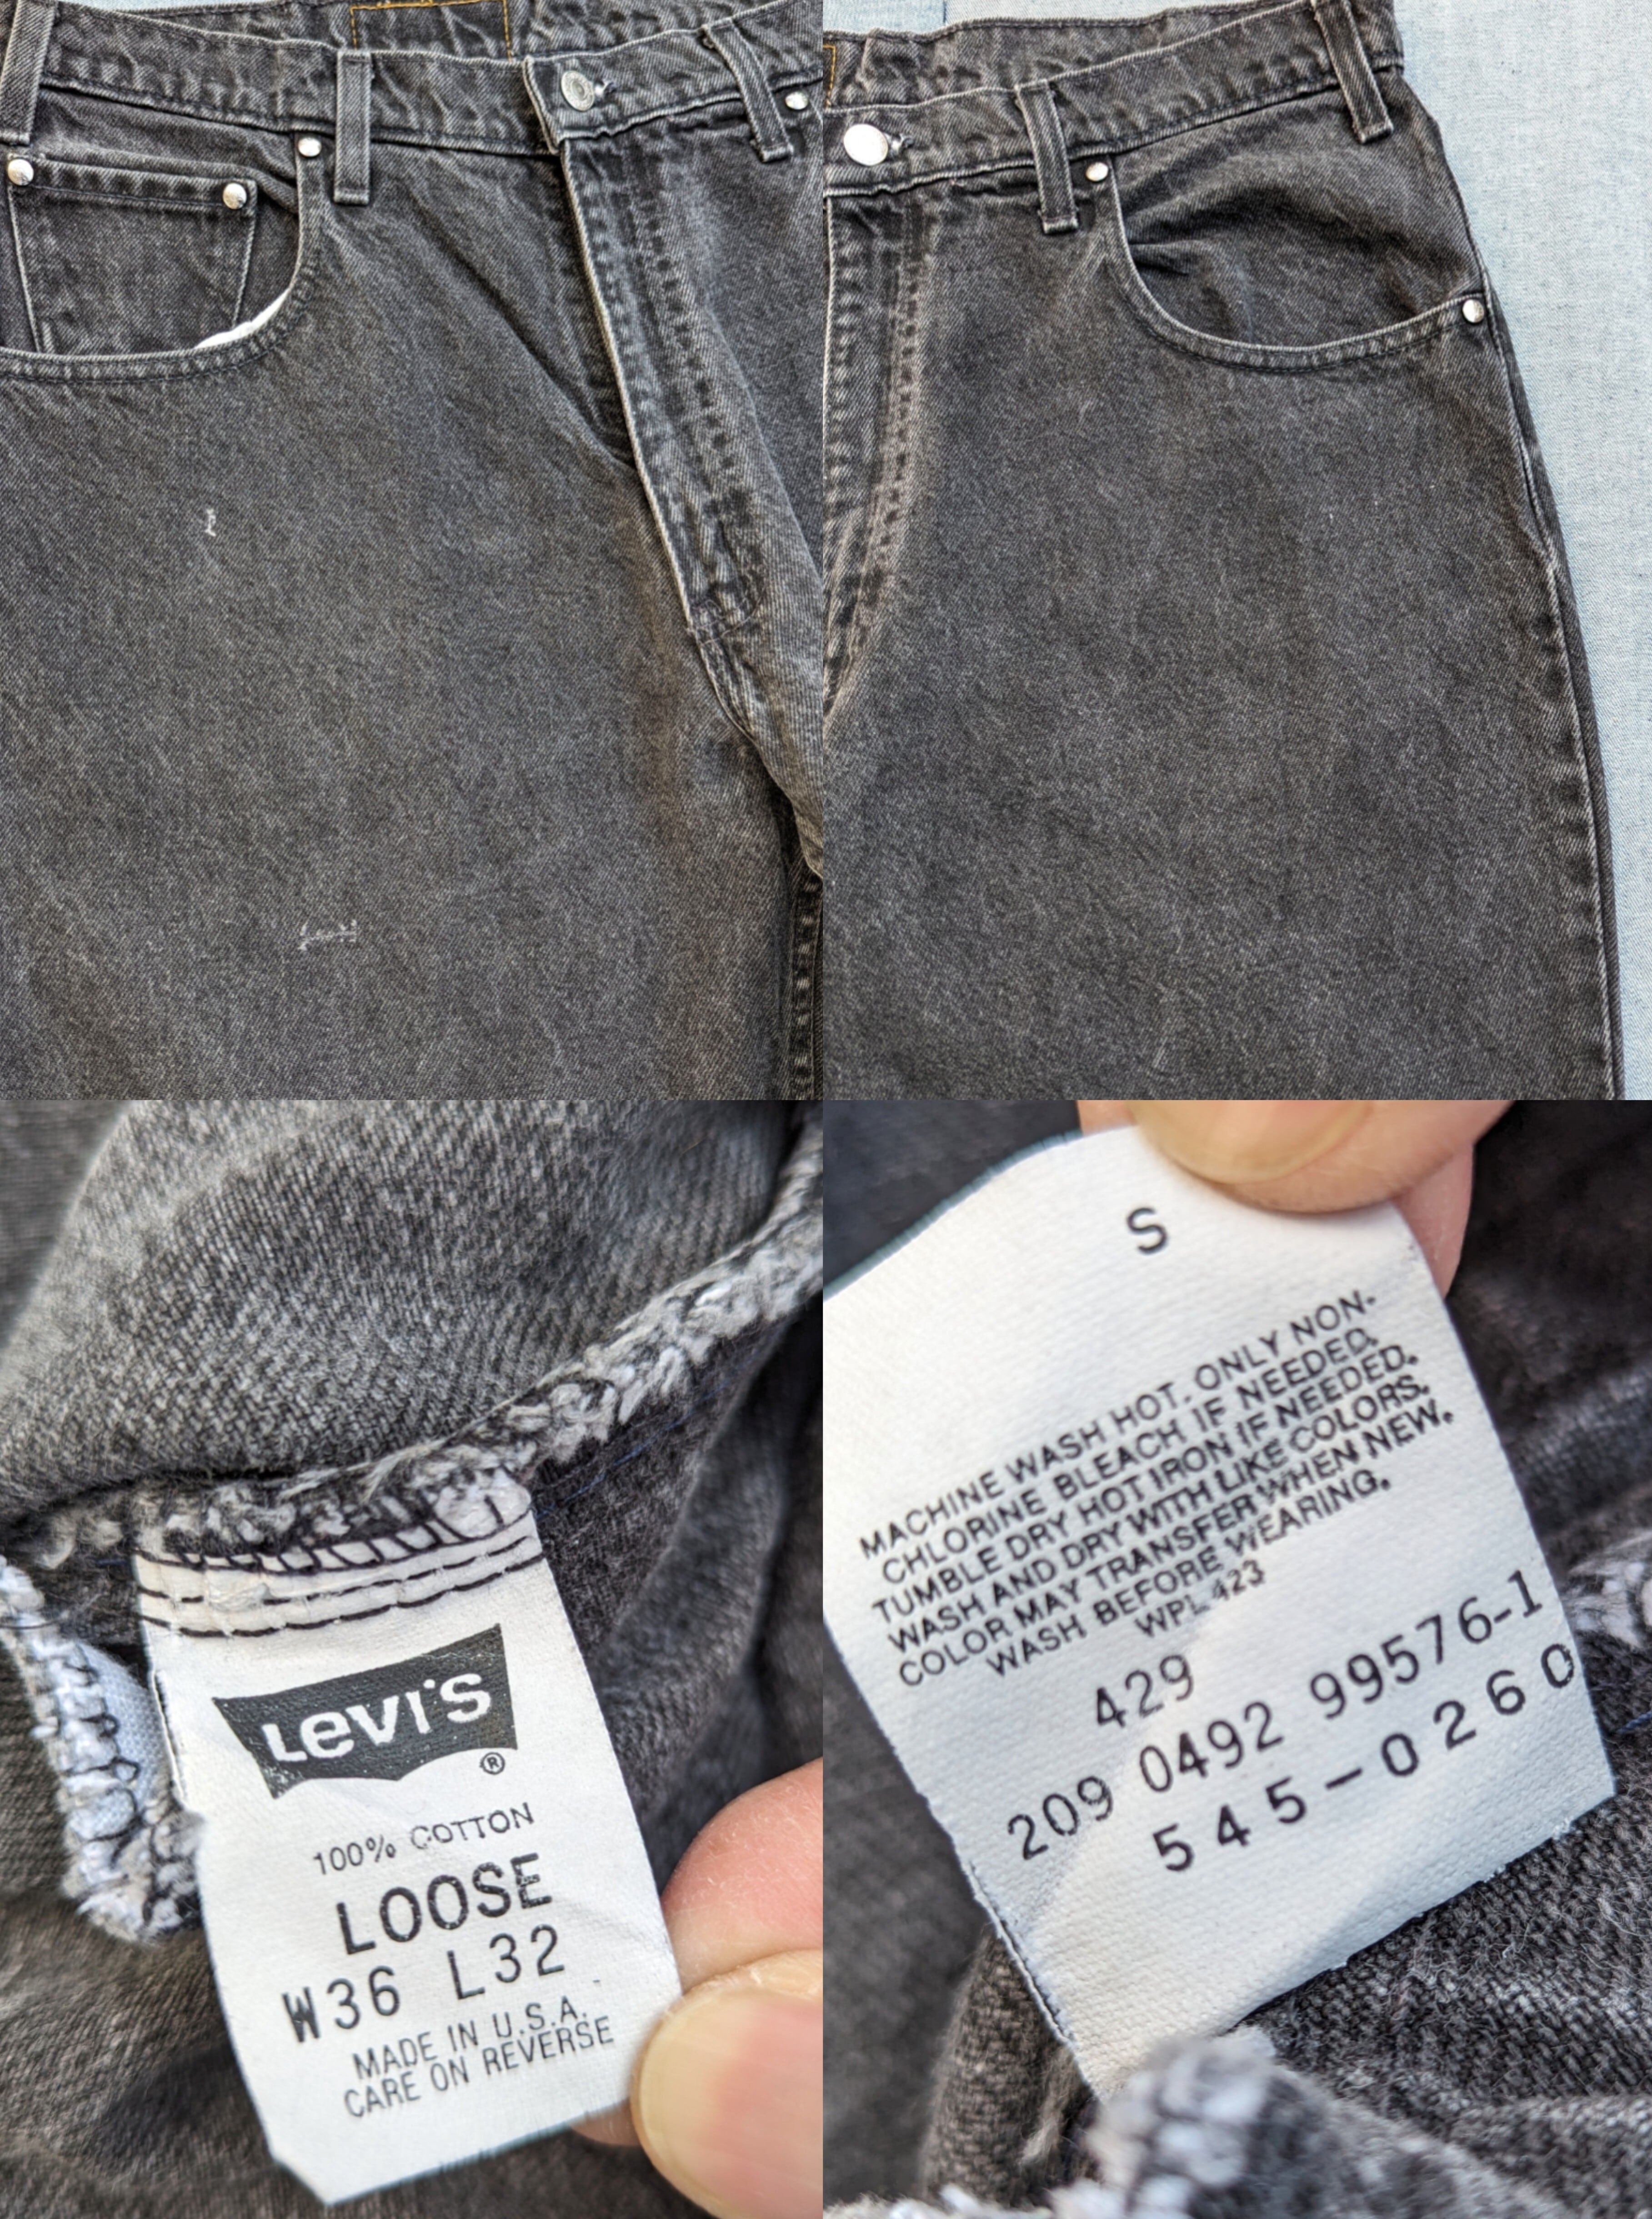 Levi's
®
100% COTTON
LOOSE
W36 L32
MADE IN U.S.A.
CARE ON REVERSE
S
MACHINE WASH HOT. ONLY NON-
CHLORINE BLEACH IF NEEDED.
TUMBLE DRY HOT IRON IF NEEDED.
WASH AND DRY WITH LIKE COLORS.
COLOR MAY TRANSFER WHEN NEW.
WASH BEFORE WEARING.
WPL 423
429
209 0492 99576-1
545-0260